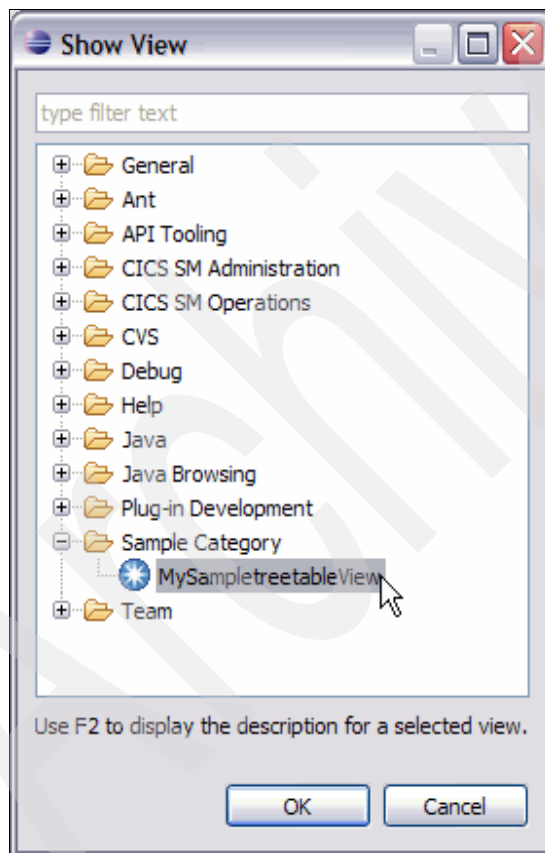 Show View
type filter text
General
Ant
API Tooling
CICS SM Administration
CICS SM Operations
CVS
Debug
Help
Java
Java Browsing
Plug-in Development
Sample Category
MySampletreetableView
Team
Use F2 to display the description for a selected view.
OK Cancel